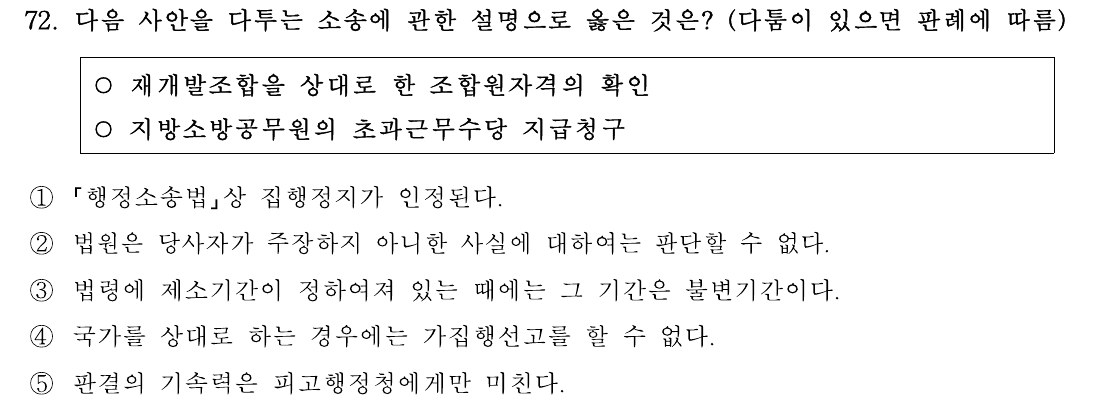 72. 다음 사안을 다투는 소송에 관한 설명으로 옳은 것은? (다툼이 있으면 판례에 따름)
○ 재개발조합을 상대로 한 조합원자격의 확인
○ 지방소방공무원의 초과근무수당 지급청구
① 「행정소송법」상 집행정지가 인정된다.
② 법원은 당사자가 주장하지 아니한 사실에 대하여는 판단할 수 없다.
③ 법령에 제소기간이 정하여져 있는 때에는 그 기간은 불변기간이다.
④ 국가를 상대로 하는 경우에는 가집행선고를 할 수 없다.
⑤ 판결의 기속력은 피고행정청에게만 미친다.